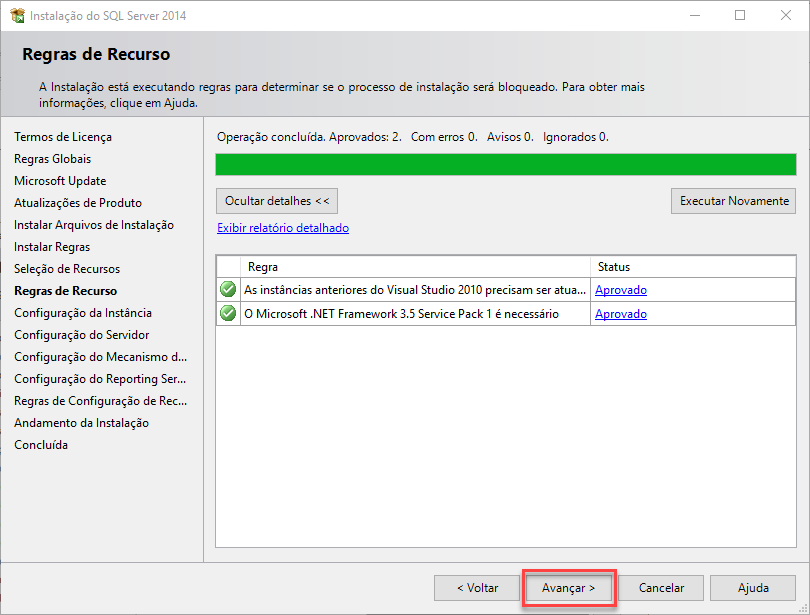 Instalação do SQL Server 2014
Regras de Recurso
A Instalação está executando regras para determinar se o processo de instalação será bloqueado. Para obter mais
informações, clique em Ajuda.
Termos de Licença
Regras Globais
Microsoft Update
Atualizações de Produto
Instalar Arquivos de Instalação
Instalar Regras
Seleção de Recursos
Regras de Recurso
Configuração da Instância
Configuração do Servidor
Configuração do Mecanismo d...
Configuração do Reporting Ser...
Regras de Configuração de Rec...
Andamento da Instalação
Concluída
Operação concluída. Aprovados: 2. Com erros 0. Avisos 0. Ignorados 0.
Ocultar detalhes <<
Executar Novamente
Exibir relatório detalhado
Regra Status
As instâncias anteriores do Visual Studio 2010 precisam ser atua... Aprovado
O Microsoft .NET Framework 3.5 Service Pack 1 é necessário Aprovado
< Voltar Avançar > Cancelar Ajuda